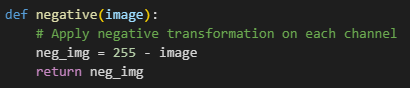 def negative(image):
    # Apply negative transformation on each channel
    neg_img = 255 - image
    return neg_img